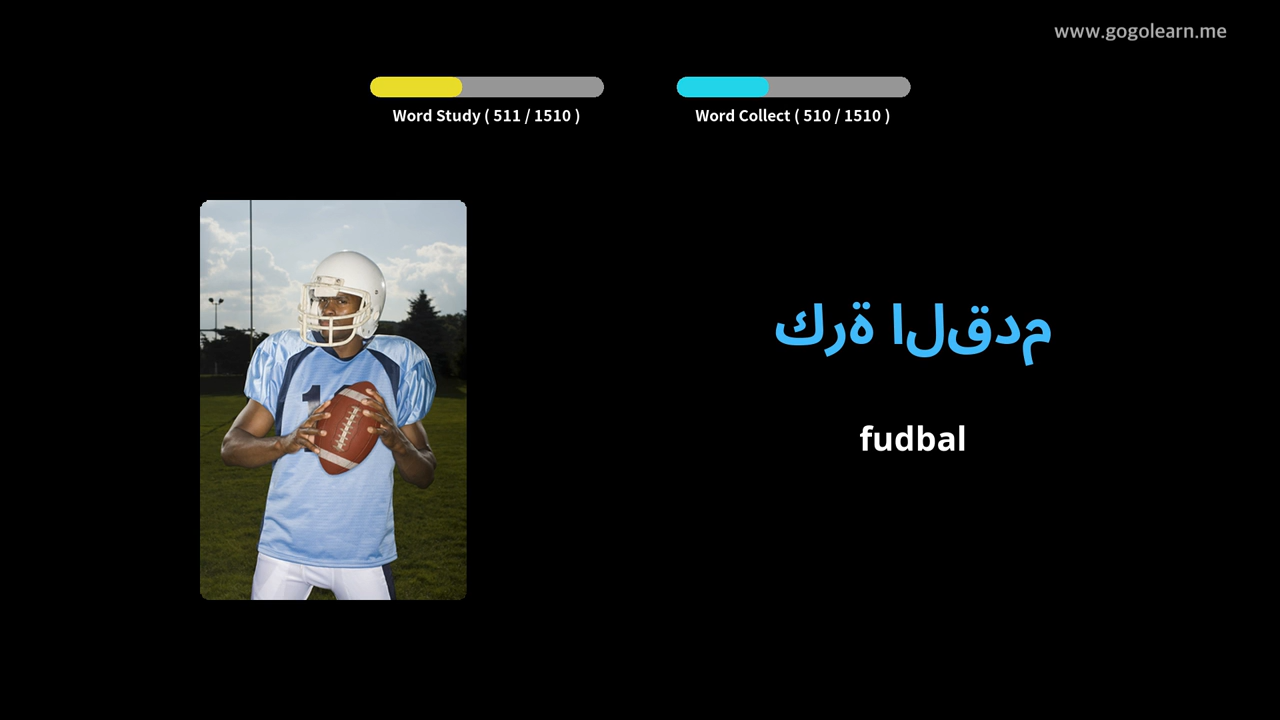 www.gogolearn.me
Word Study ( 511 / 1510 )
Word Collect ( 510 / 1510 )
كرة القدم
fudbal